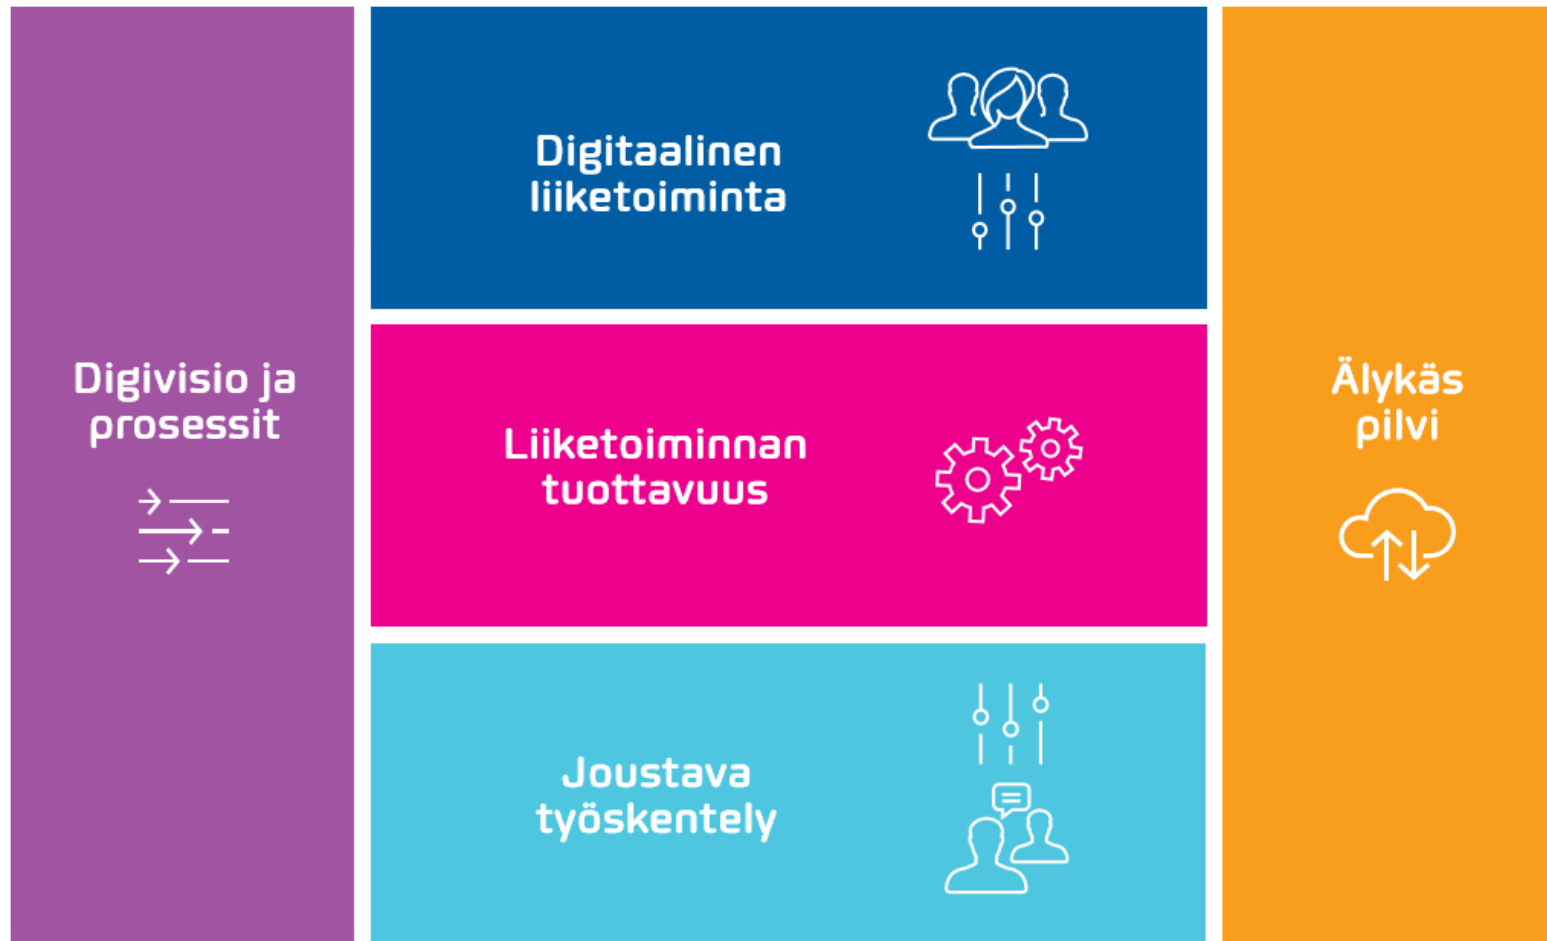 Digivisio ja
prosessit
Digitaalinen
liiketoiminta
Liiketoiminnan
tuottavuus
Joustava
työskentely
Älykäs
pilvi